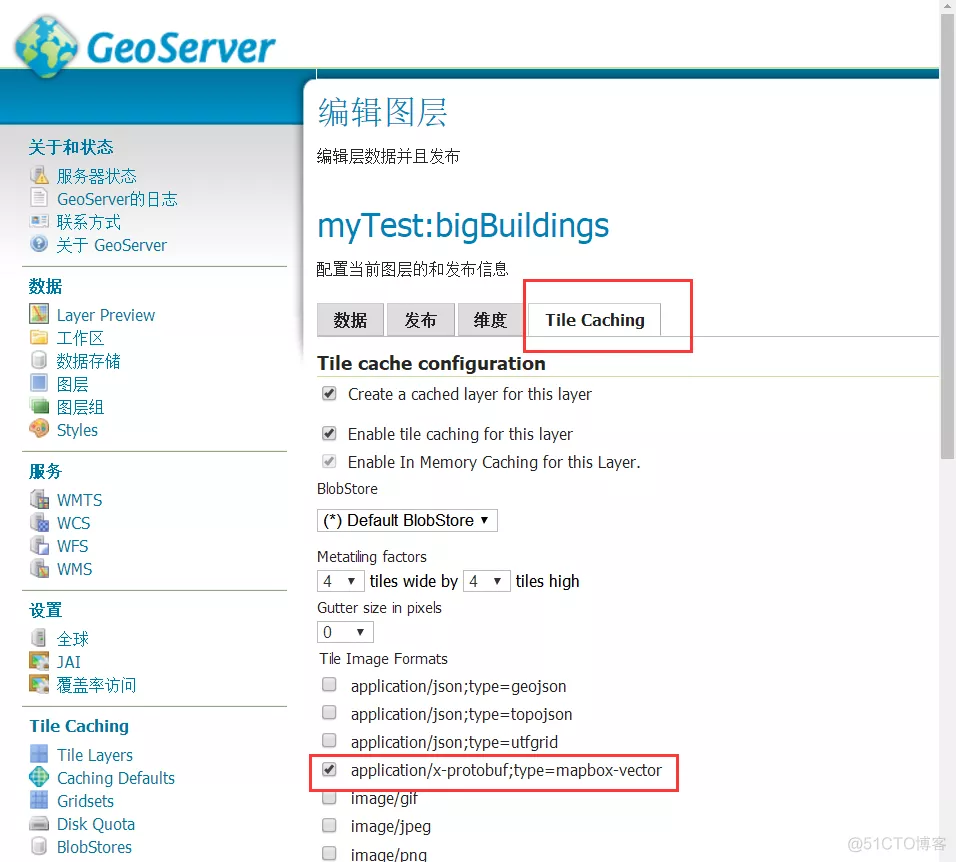 GeoServer
关于和状态
服务器状态
GeoServer的日志
联系方式
关于 GeoServer
数据
Layer Preview
工作区
数据存储
图层
图层组
Styles
服务
WMTS
WCS
WFS
WMS
设置
全球
JAI
覆盖率访问
Tile Caching
Tile Layers
Caching Defaults
Gridsets
Disk Quota
BlobStores
编辑图层
编辑层数据并且发布
myTest:bigBuildings
配置当前图层的和发布信息
数据 发布 维度 Tile Caching
Tile cache configuration
Create a cached layer for this layer
Enable tile caching for this layer
Enable In Memory Caching for this Layer.
BlobStore
(*) Default BlobStore
Metatiling factors
4 tiles wide by 4 tiles high
Gutter size in pixels
0
Tile Image Formats
application/json;type=geojson
application/json;type=topojson
application/json;type=utfgrid
application/x-protobuf;type=mapbox-vector
image/gif
image/jpeg
image/png
@51CTO博客